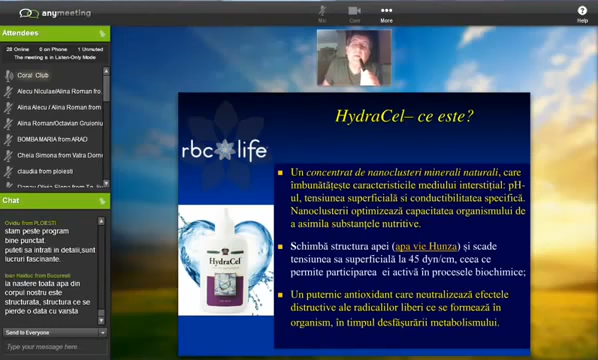 anymeeting
Mic
Cam
More
Help
Attendees
28 Online
0 on Phone
1 Unmuted
The meeting is in Listen-Only Mode
Coral Club
Alecu NIculaei/Alina Roman fro
Alina Alecu / Alina Roman from
Alina Roman/Octavian Gruioniu
BOMBA MARIA from ARAD
Cheia Simona from Vatra Dorne
claudia from ploiesti
Chat
Ovidiu from PLOIESTI
stam peste program
bine punctat.
puteti sa intrati in detalii,sunt
lucruri fascinante.
Ioan Haidoc from Bucuresti
la nastere toata apa din
corpul nostru este
structurata, structura ce se
pierde o data cu varsta
Send to Everyone
Type your message here...
HydraCel– ce este?
rbc life
HydraCel
Un concentrat de nanoclusteri minerali naturali, care
îmbunătățește caracteristicile mediului interstițial: pH-
ul, tensiunea superficială si conductibilitatea specifică.
Nanoclusterii optimizează capacitatea organismului de
a asimila substanțele nutritive.
Schimbă structura apei (apa vie Hunza) și scade
tensiunea sa superficială la 45 dyn/cm, ceea ce
permite participarea ei activă în procesele biochimice;
Un puternic antioxidant care neutralizează efectele
distructive ale radicalilor liberi ce se formează în
organism, în timpul desfășurării metabolismului.